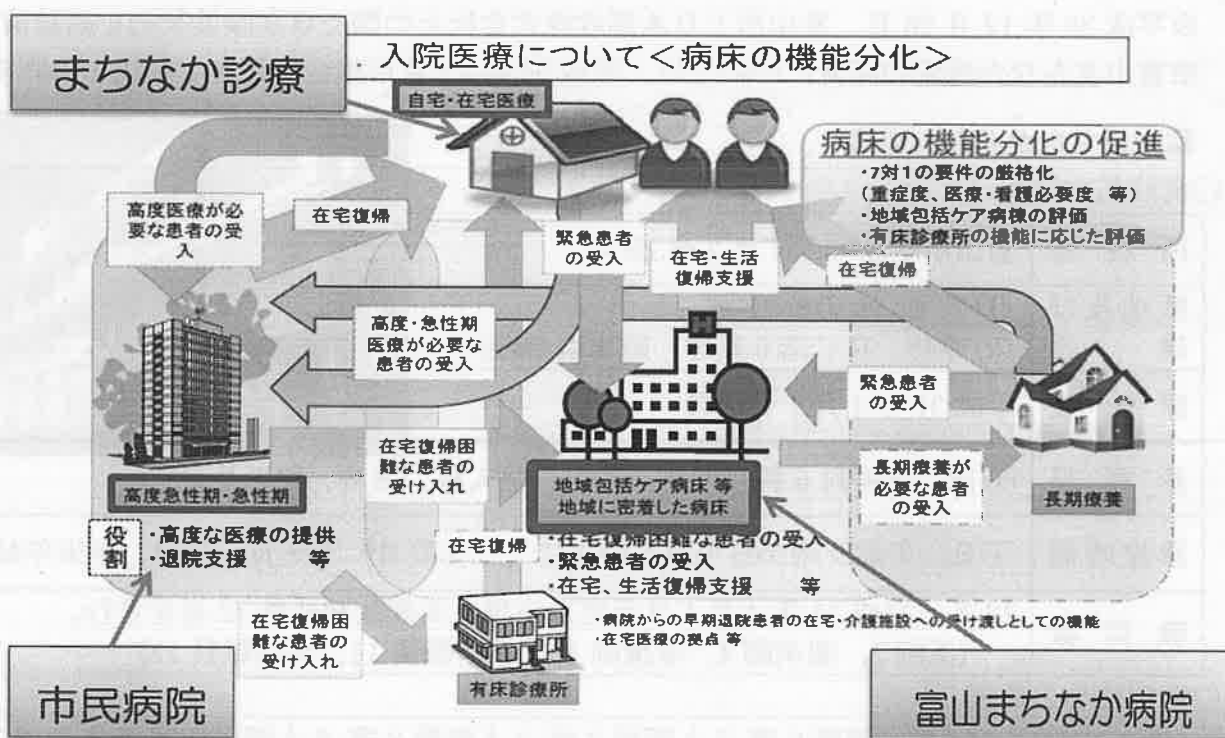 まちなか診療
. 入院医療について<病床の機能分化>
自宅・在宅医療
病床の機能分化の促進
・7対1の要件の厳格化
(重症度、医療・看護必要度 等)
・地域包括ケア病棟の評価
・有床診療所の機能に応じた評価
高度医療が必
要な患者の受
入
在宅復帰
緊急患者
の受入
在宅・生活
復帰支援
在宅復帰
高度・急性期
医療が必要な
患者の受入
H
緊急患者
の受入
在宅復帰困
難な患者の
受け入れ
長期療養が
必要な患者
の受入
長期療養
高度急性期・急性期
地域包括ケア病床 等
地域に密着した病床
役
割
・高度な医療の提供
・退院支援 等
在宅復帰
・在宅復帰困難な患者の受入
・緊急患者の受入
・在宅、生活復帰支援 等
在宅復帰困
難な患者の
受け入れ
・病院からの早期退院患者の在宅・介護施設への受け渡しとしての機能
・在宅医療の拠点 等
有床診療所
市民病院
富山まちなか病院